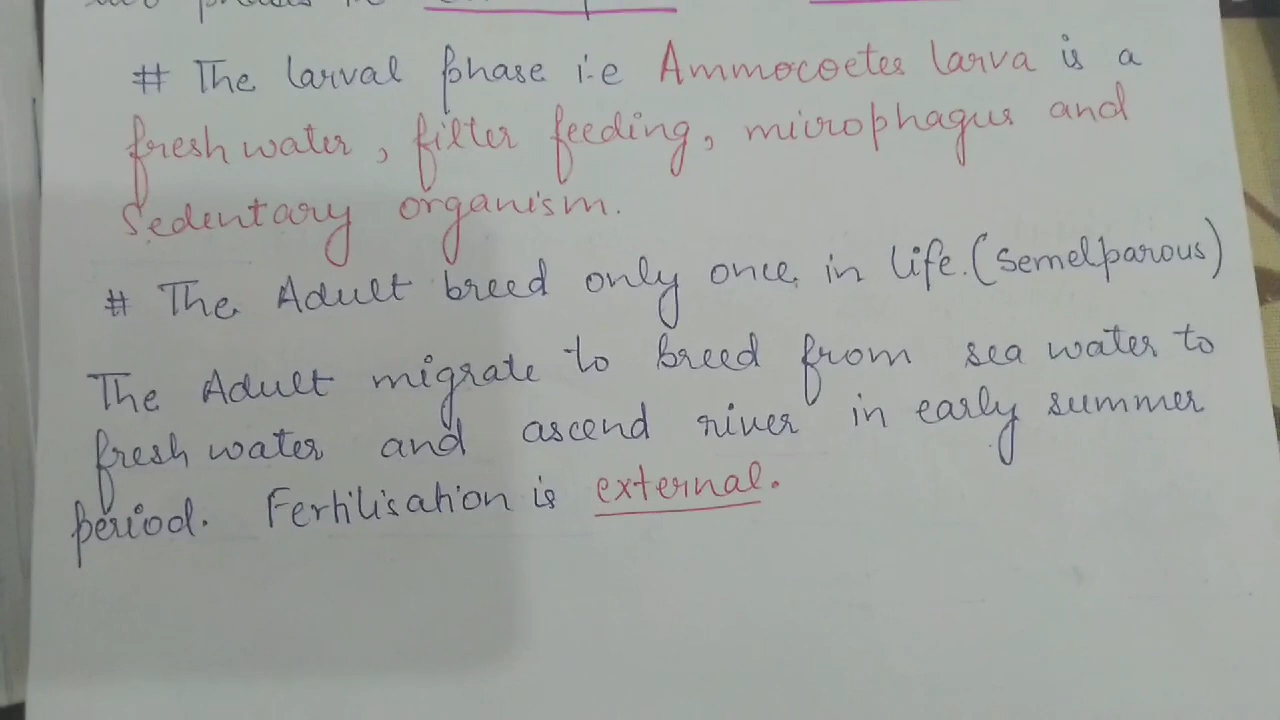 # The larval phase i.e Ammocoetes larva is a
fresh water, filter feeding, microphagus and
Sedentary organism.
# The Adult breed only once in life. (Semelparous)
The Adult migrate to breed from sea water to
fresh water and ascend river in early summer
period. Fertilisation is external.